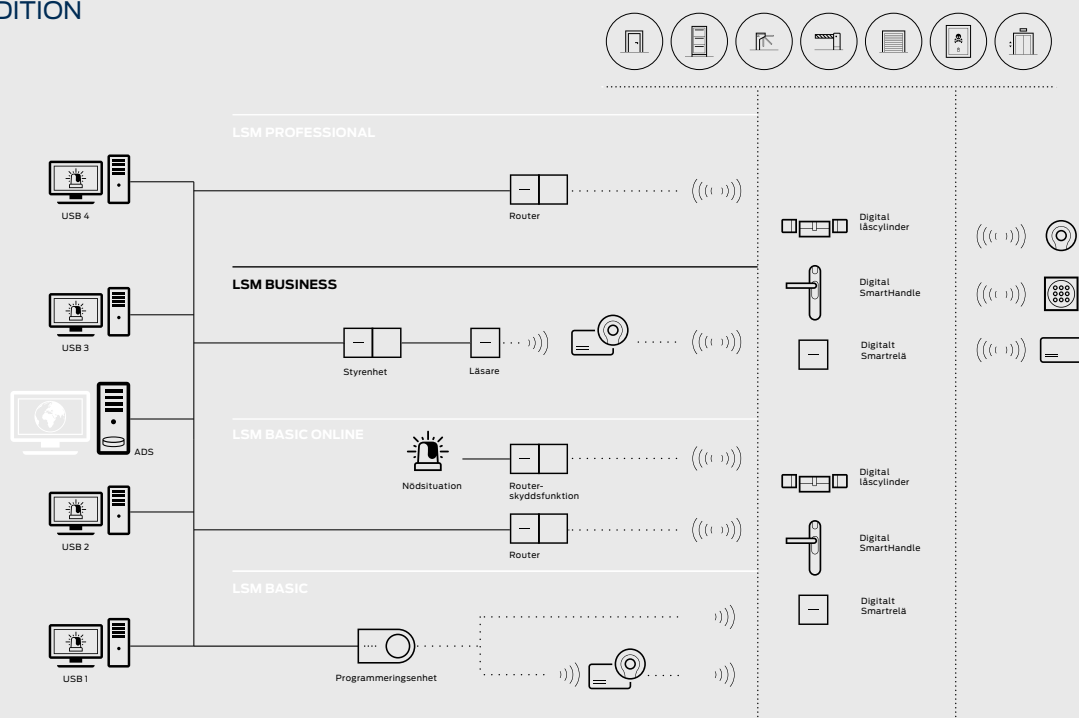 DITION
LSM PROFESSIONAL
USB 4
Router
Digital
låscylinder
LSM BUSINESS
Digital
SmartHandle
USB 3
Styrenhet
Läsare
Digitalt
Smartrelä
LSM BASIC ONLINE
ADS
Nödsituation
Router-
skyddsfunktion
Digital
låscylinder
USB 2
Router
Digital
SmartHandle
LSM BASIC
Digitalt
Smartrelä
USB 1
Programmeringsenhet